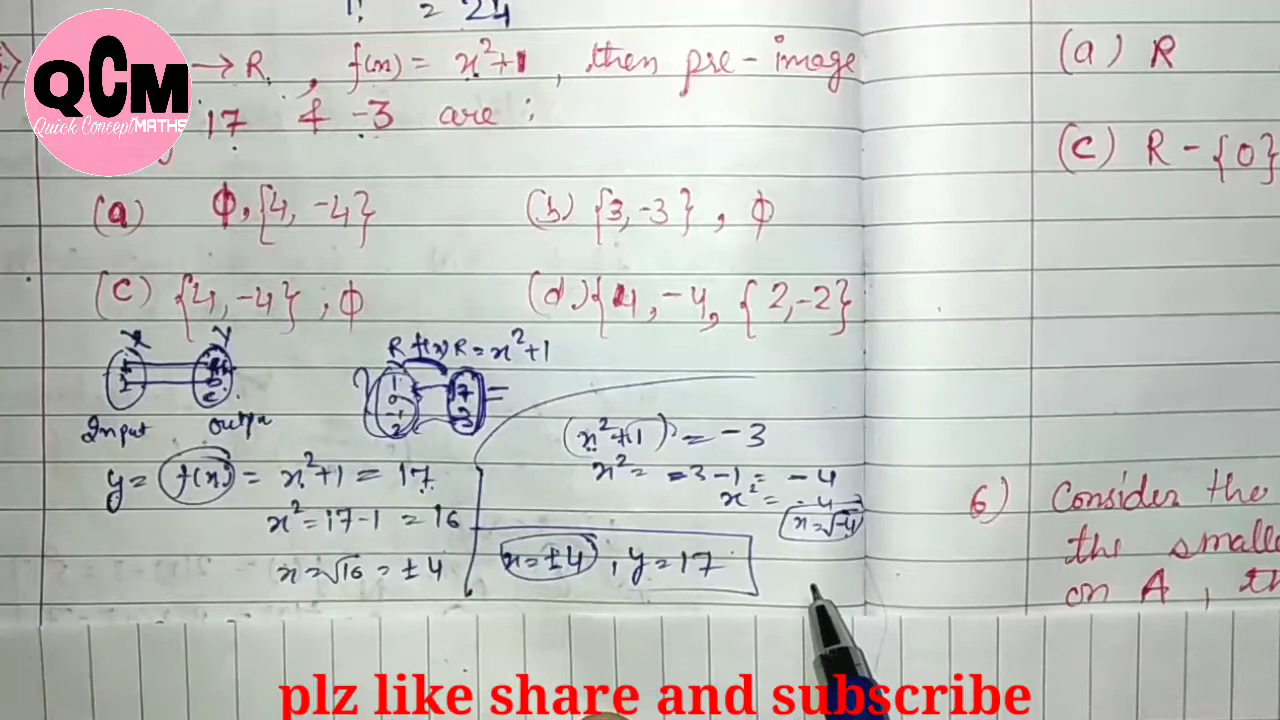 = 24
→ R, f(x) = x²+1, then pre-image
17 & -3 are :
(a) ϕ,{4, -4}
(b) {3,-3} , ϕ
(c) {4, -4} , ϕ
(d.){4, -4, {2,-2}
x y
Input Output
R f(x) R = x²+1
y = f(x) = x²+1 = 17
x² = 17-1 = 16
x = √16 = ±4
(x²+1) = -3
x² = -3-1 = -4
x² = -4
x = √-4
x = ±4 , y = 17
(a) R
(c) R - {0}
6) Consider the
the smalle
on A, th
QCM
Quick Concept MATHS
plz like share and subscribe